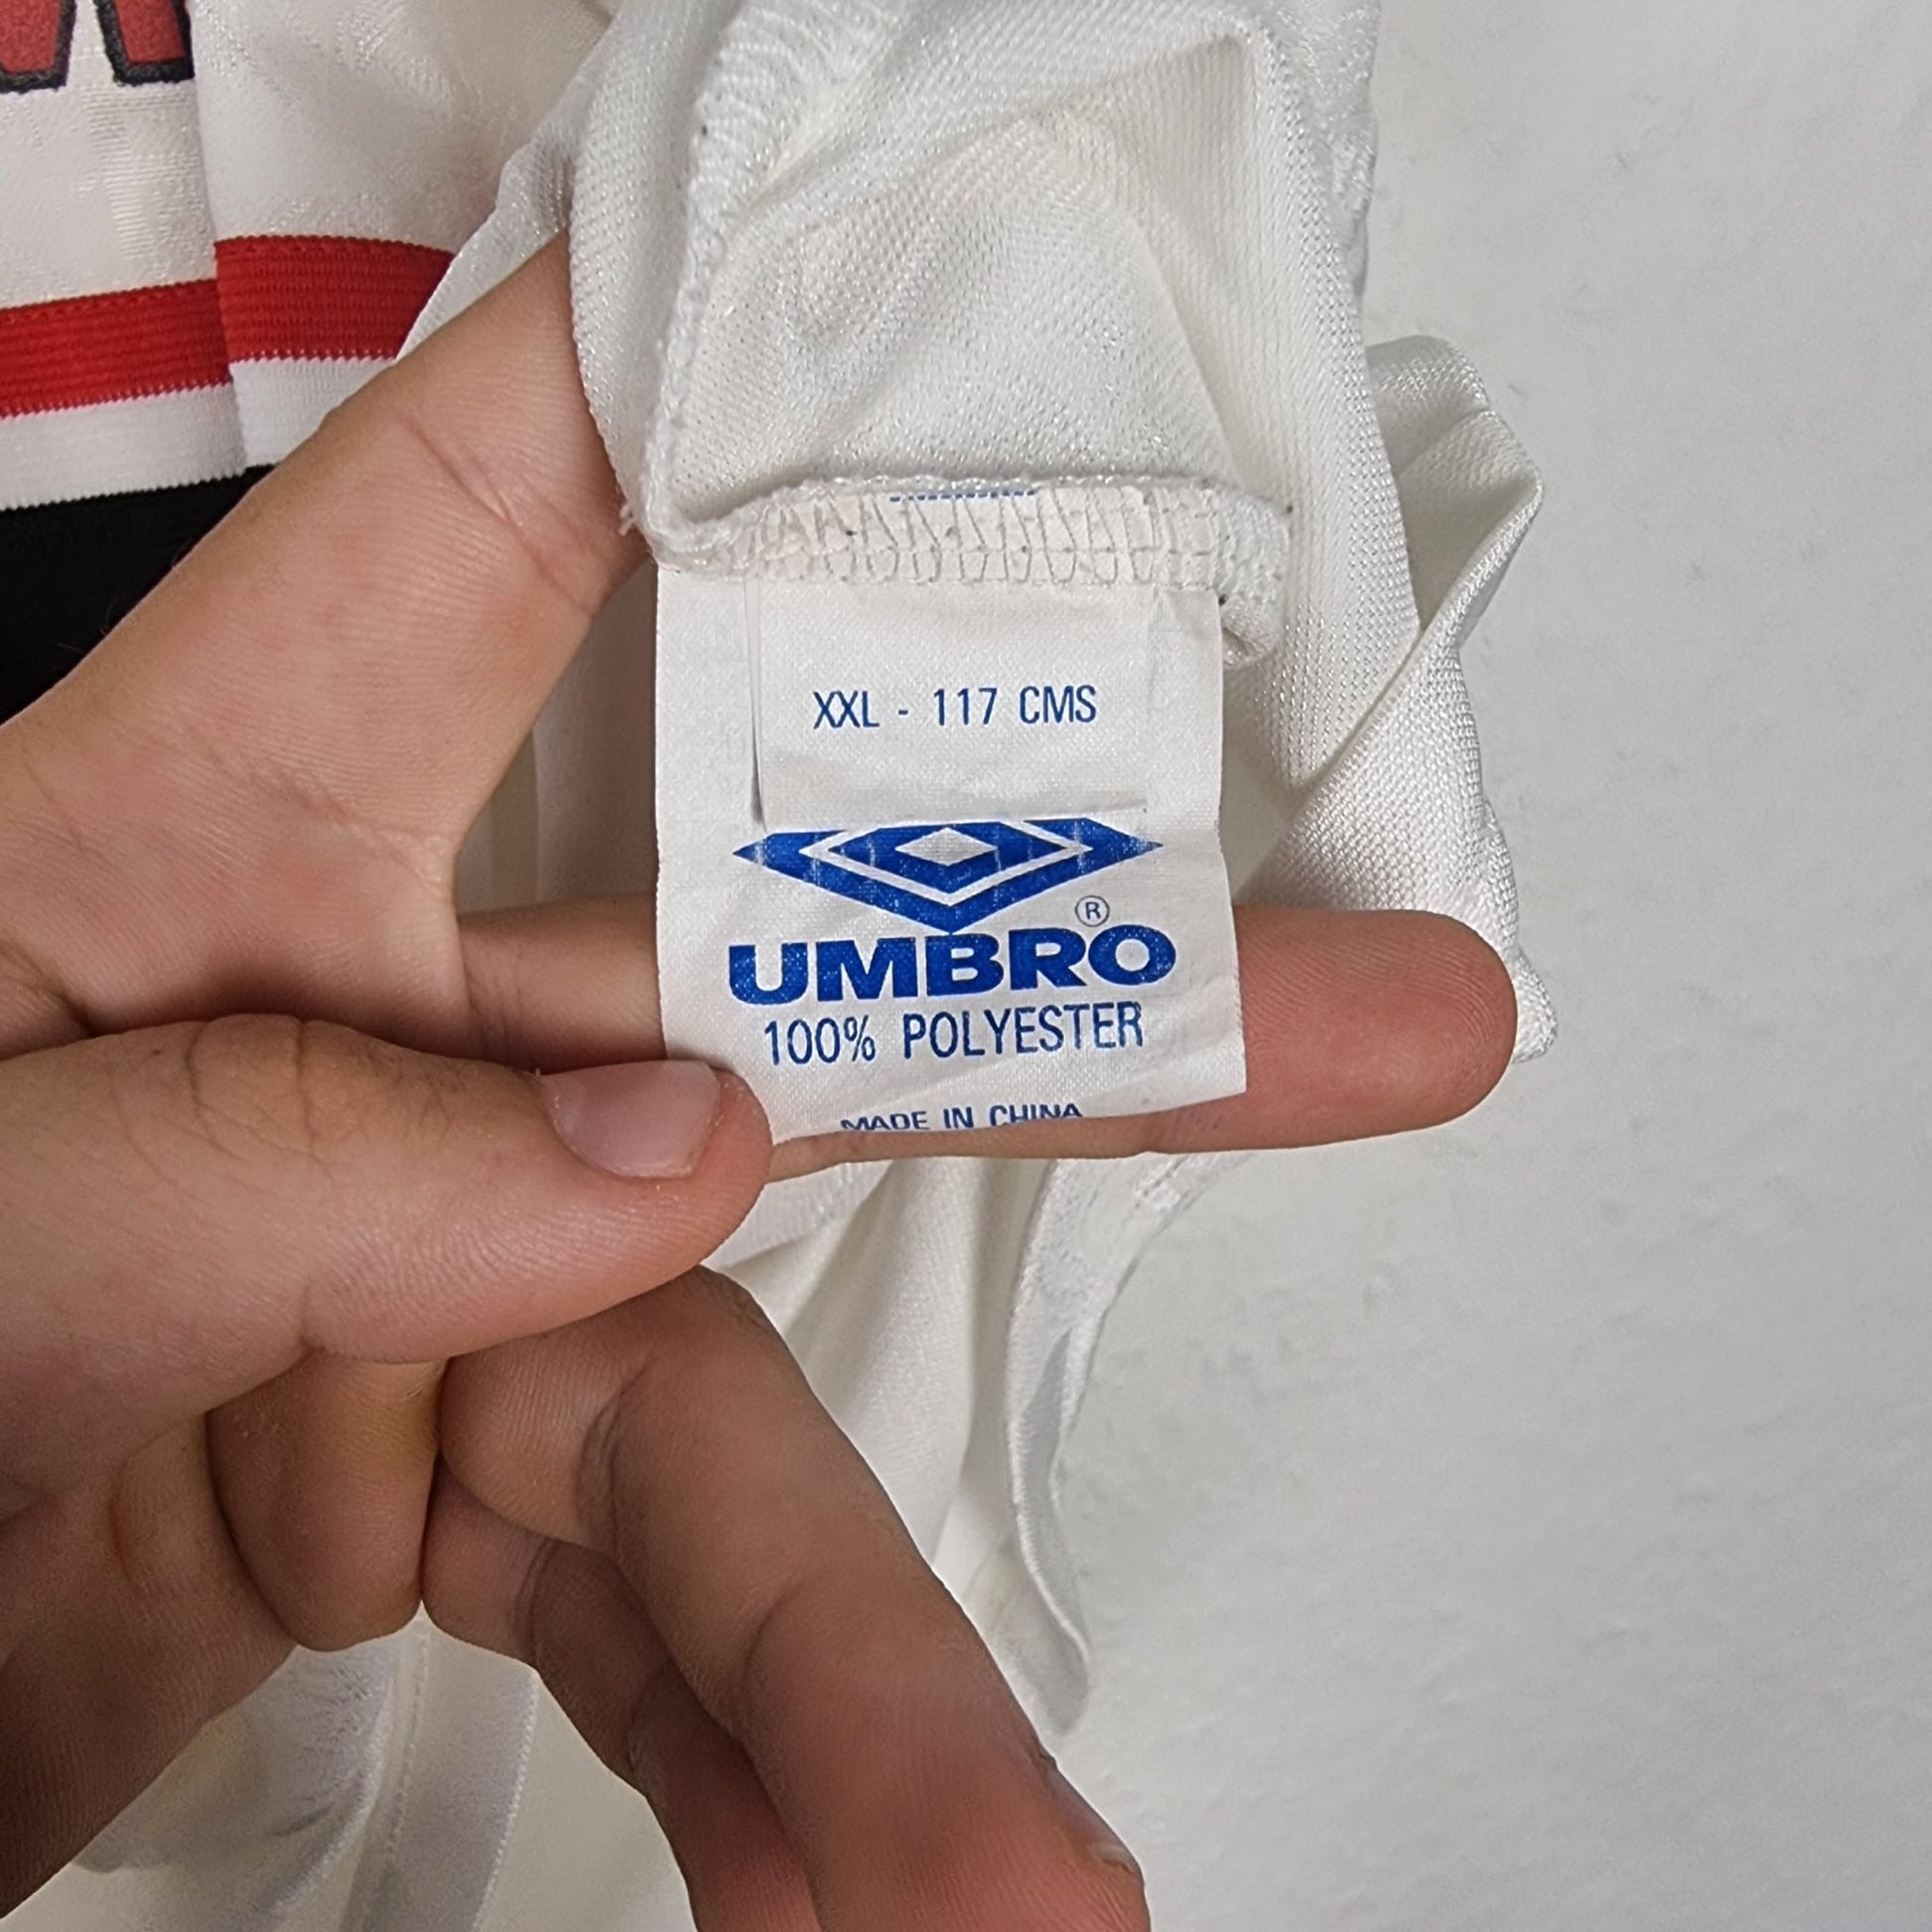 XXL - 117 CMS
®
UMBRO
100% POLYESTER
MADE IN CHINA